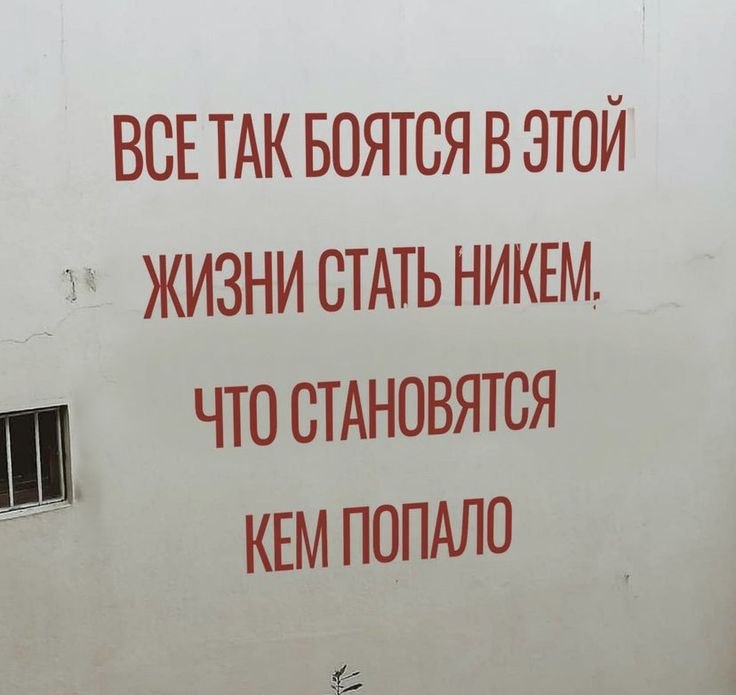 ВСЕ ТАК БОЯТСЯ В ЭТОЙ
ЖИЗНИ СТАТЬ НИКЕМ,
ЧТО СТАНОВЯТСЯ
КЕМ ПОПАЛО